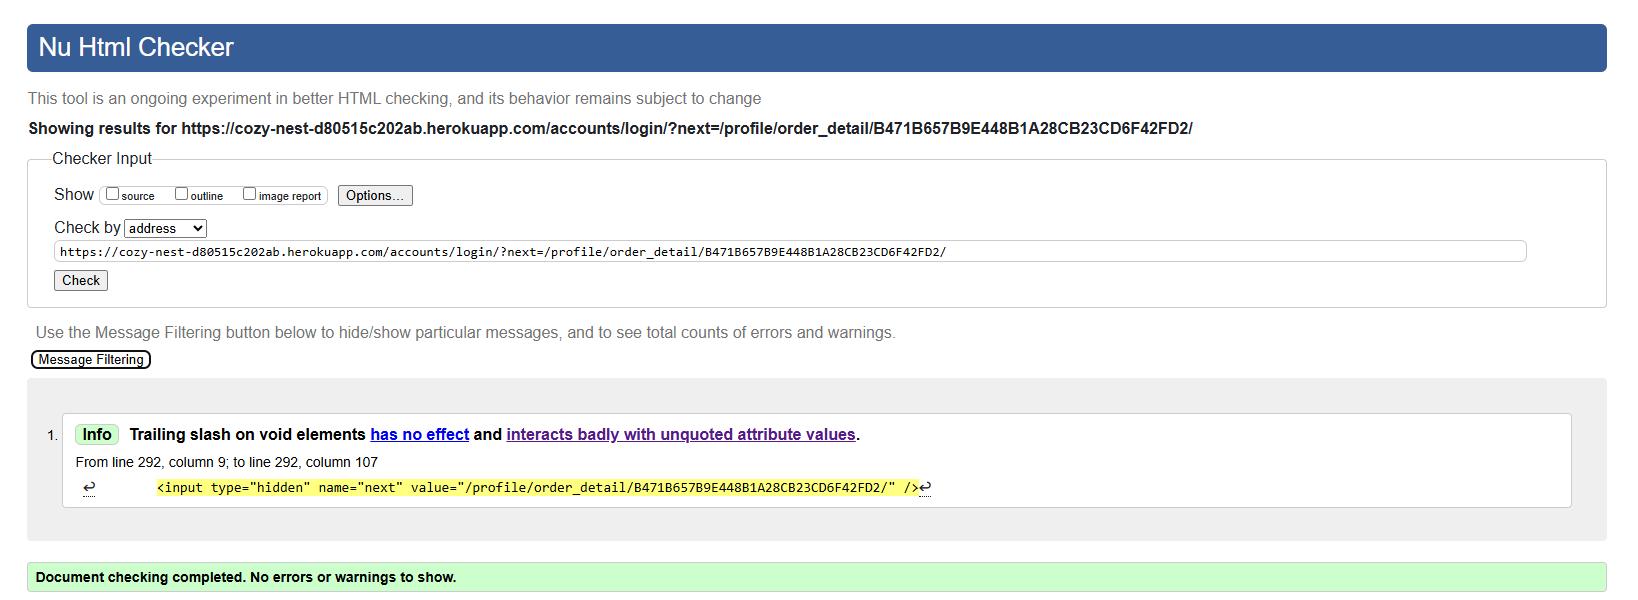 Nu Html Checker
This tool is an ongoing experiment in better HTML checking, and its behavior remains subject to change
Showing results for https://cozy-nest-d80515c202ab.herokuapp.com/accounts/login/?next=/profile/order_detail/B471B657B9E448B1A28CB23CD6F42FD2/
Checker Input
Show source outline image report Options...
Check by address
https://cozy-nest-d80515c202ab.herokuapp.com/accounts/login/?next=/profile/order_detail/B471B657B9E448B1A28CB23CD6F42FD2/
Check
Use the Message Filtering button below to hide/show particular messages, and to see total counts of errors and warnings.
Message Filtering
1. Info Trailing slash on void elements has no effect and interacts badly with unquoted attribute values.
From line 292, column 9; to line 292, column 107
↩ <input type="hidden" name="next" value="/profile/order_detail/B471B657B9E448B1A28CB23CD6F42FD2/" />↩
Document checking completed. No errors or warnings to show.